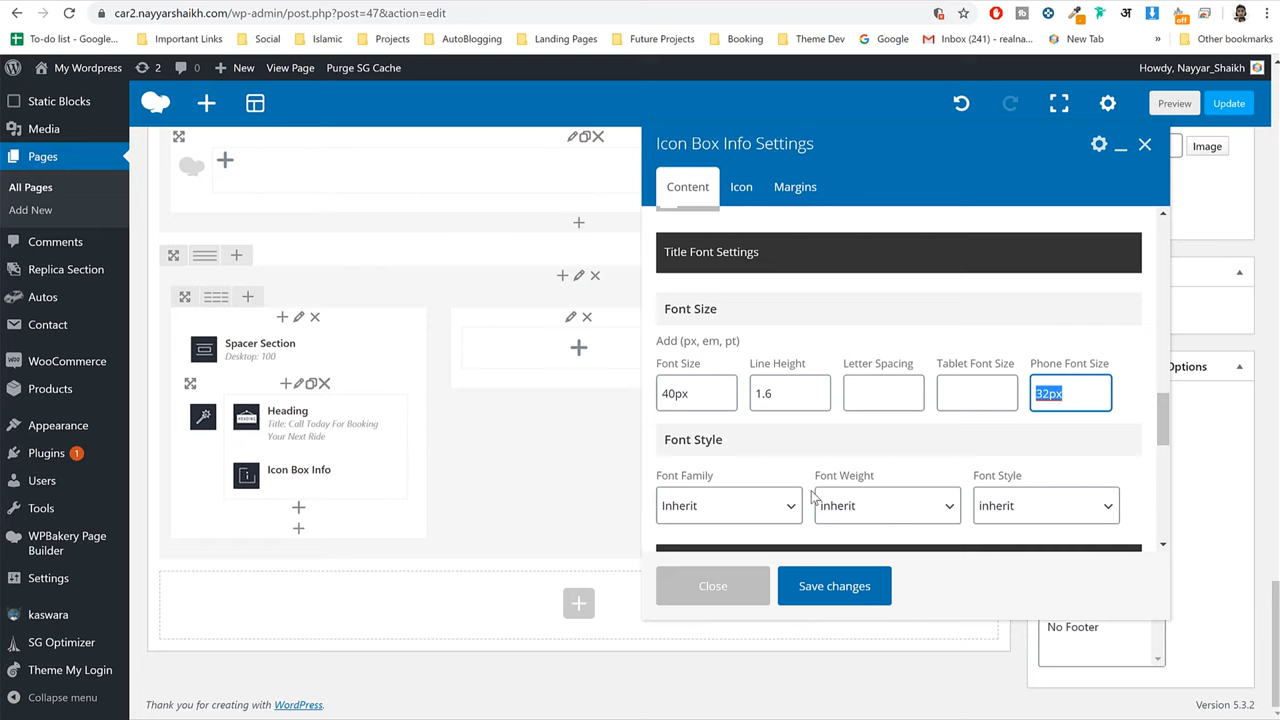 car2.nayyarshaikh.com/wp-admin/post.php?post=47&action=edit
To-do list - Google...
Important Links
Social
Islamic
Projects
AutoBlogging
Landing Pages
Future Projects
Booking
Theme Dev
Google
Inbox (241) - realna...
New Tab
»
Other bookmarks
My Wordpress
2
0
New
View Page
Purge SG Cache
Howdy, Nayyar_Shaikh
Static Blocks
Media
Pages
All Pages
Add New
Comments
Replica Section
Autos
Contact
WooCommerce
Products
Appearance
Plugins 1
Users
Tools
WPBakery Page
Builder
Settings
kaswara
SG Optimizer
Theme My Login
Collapse menu
Preview
Update
Spacer Section
Desktop: 100
Heading
Title: Call Today For Booking
Your Next Ride
Icon Box Info
Icon Box Info Settings
Content
Icon
Margins
Title Font Settings
Font Size
Add (px, em, pt)
Font Size
Line Height
Letter Spacing
Tablet Font Size
Phone Font Size
40px
1.6
32px
Font Style
Font Family
Font Weight
Font Style
Inherit
Inherit
inherit
Close
Save changes
Image
Options
No Footer
Thank you for creating with WordPress.
Version 5.3.2